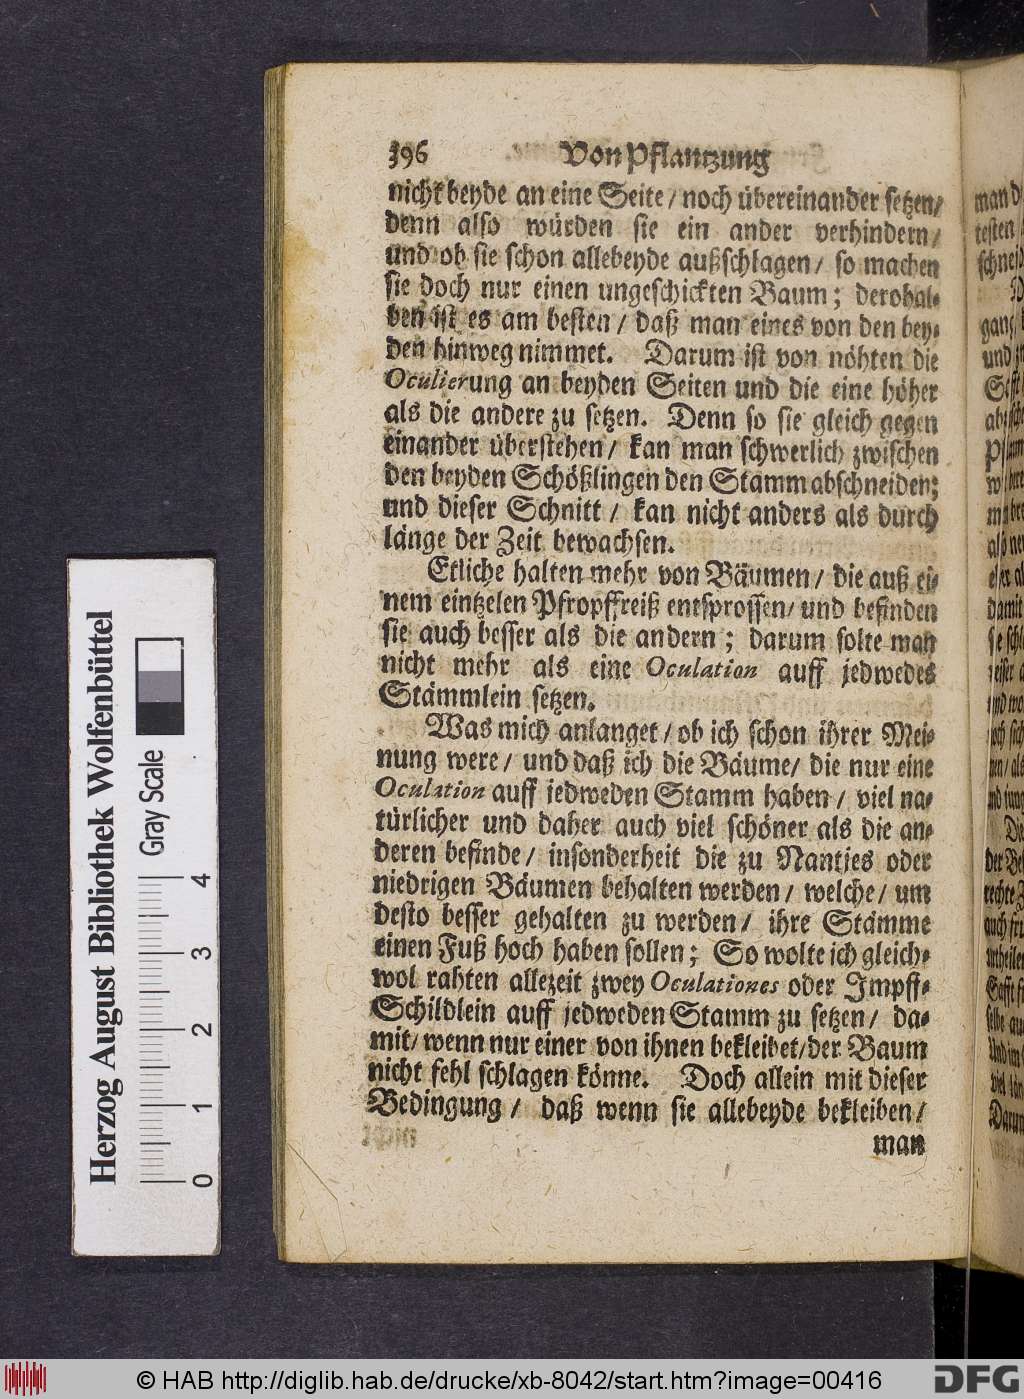 396 Von Pflantzung
nicht beyde an eine Seite / noch übereinander setzen/
denn also würden sie ein ander verhindern/
und ob sie schon allebeyde außschlagen / so machen
sie doch nur einen ungeschickten Baum; derohal-
ben ist es am besten / daß man eines von den bey-
den hinweg nimmet. Darum ist von nöhten die
Oculierung an beyden Seiten und die eine höher
als die andere zu setzen. Denn so sie gleich gegen
einander überstehen / kan man schwerlich zwischen
den beyden Schößlingen den Stamm abschneiden;
und dieser Schnitt / kan nicht anders als durch
länge der Zeit bewachsen.
Etliche halten mehr von Bäumen / die auß ei-
nem eintzelen Pfropffreiß entsprossen/ und befinden
sie auch besser als die andern ; darum solte man
nicht mehr als eine Oculation auff jedwedes
Stämmlein setzen.
Was mich anlanget / ob ich schon ihrer Mei-
nung were / und daß ich die Bäume/ die nur eine
Oculation auff jedweden Stamm haben / viel na-
türlicher und daher auch viel schöner als die an-
deren befinde / insonderheit die zu Nantjes oder
niedrigen Bäumen behalten werden / welche / um
desto besser gehalten zu werden / ihre Stämme
einen Fuß hoch haben sollen ; So wolte ich gleich-
wol rahten allezeit zwey Oculationes oder Impff-
Schildlein auff jedweden Stamm zu setzen / da-
mit/ wenn nur einer von ihnen bekleibet/ der Baum
nicht fehl schlagen könne. Doch allein mit dieser
Bedingung / daß wenn sie allebeyde bekleiben /
man
Herzog August Bibliothek Wolfenbüttel
Gray Scale
0 1 2 3 4
© HAB http://diglib.hab.de/drucke/xb-8042/start.htm?image=00416
DFG